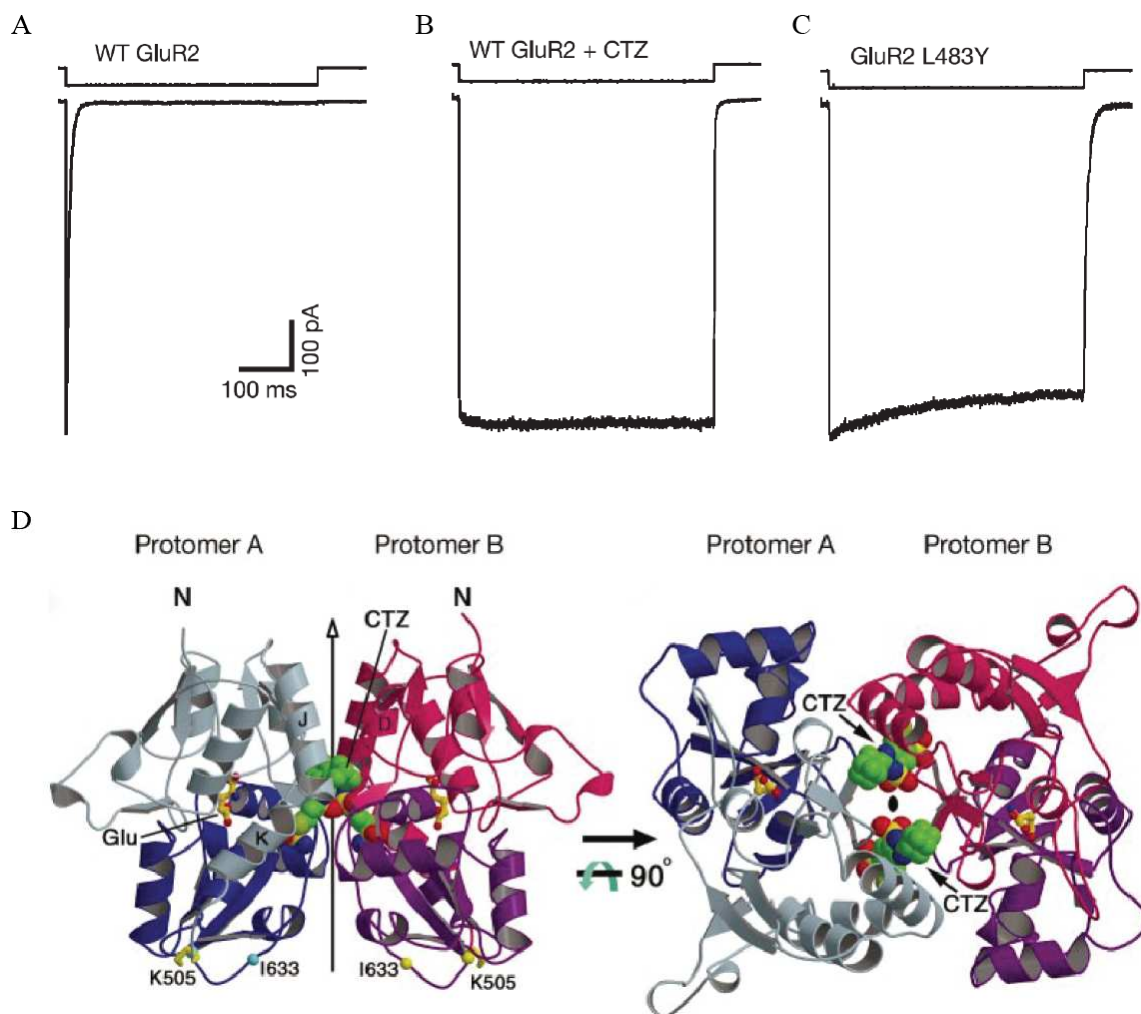 A
B
C
WT GluR2
WT GluR2 + CTZ
GluR2 L483Y
100 pA
100 ms
D
Protomer A
Protomer B
Protomer A
Protomer B
N
CTZ
N
J
D
CTZ
Glu
K
90°
CTZ
K505
I633
I633
K505